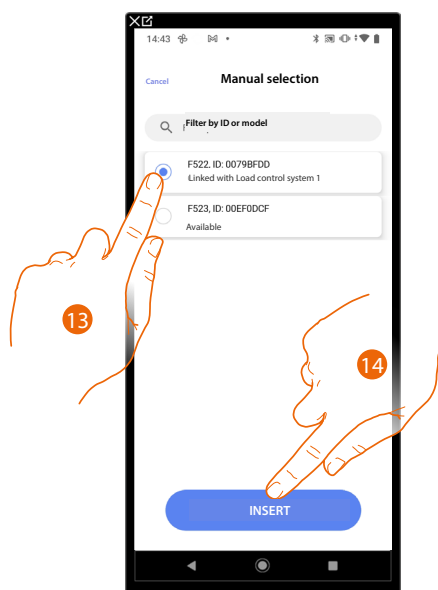 14:43
Cancel
Manual selection
Filter by ID or model
F522. ID: 0079BFDD
Linked with Load control system 1
F523, ID: 00EF0DCF
Available
13
14
INSERT